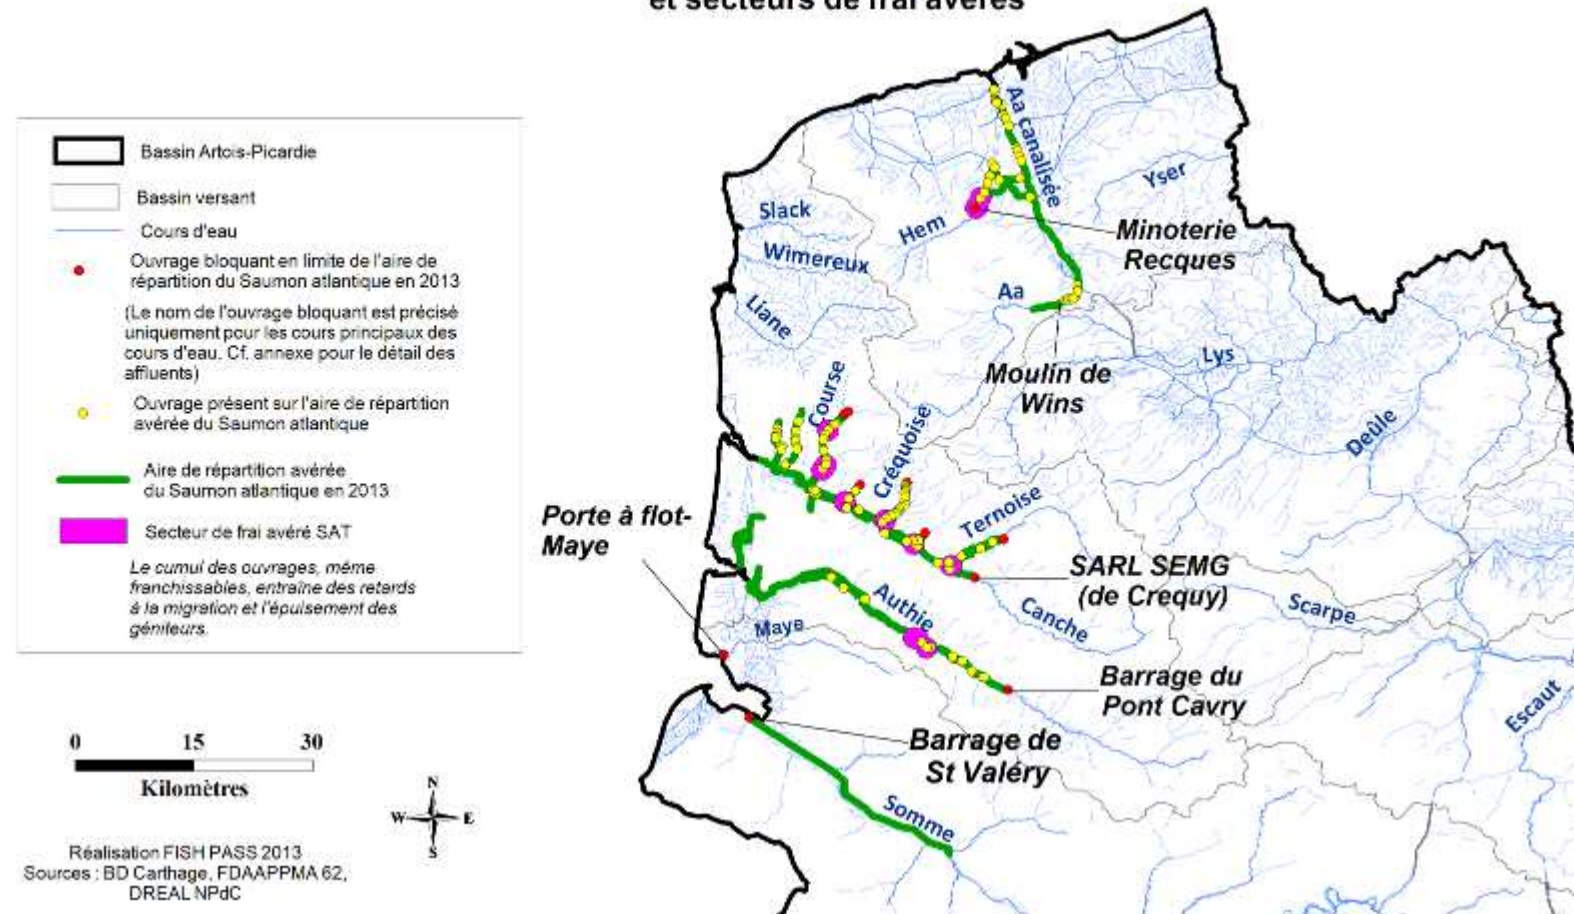 et secteurs de frai avérés
Bassin Artois-Picardie
Bassin versant
Cours d'eau
Ouvrage bloquant en limite de l'aire de
répartition du Saumon atlantique en 2013
(Le nom de l'ouvrage bloquant est précisé
uniquement pour les cours principaux des
cours d'eau. Cf. annexe pour le détail des
affluents)
Ouvrage présent sur l'aire de répartition
avérée du Saumon atlantique
Aire de répartition avérée
du Saumon atlantique en 2013
Secteur de frai avéré SAT
Le cumul des ouvrages, même
franchissables, entraîne des retards
à la migration et l'épuisement des
géniteurs.
0 15 30
Kilomètres
N
W E
S
Réalisation FISH PASS 2013
Sources : BD Carthage, FDAAPPMA 62,
DREAL NPdC
Aa canalisée
Yser
Slack
Hem
Minoterie
Recques
Wimereux
Aa
Liane
Lys
Moulin de
Wins
Course
Créquoise
Deûle
Ternoise
Porte à flot-
Maye
SARL SEMG
(de Crequy)
Authie
Canche
Scarpe
Maye
Barrage du
Pont Cavry
Escaut
Barrage de
St Valéry
Somme